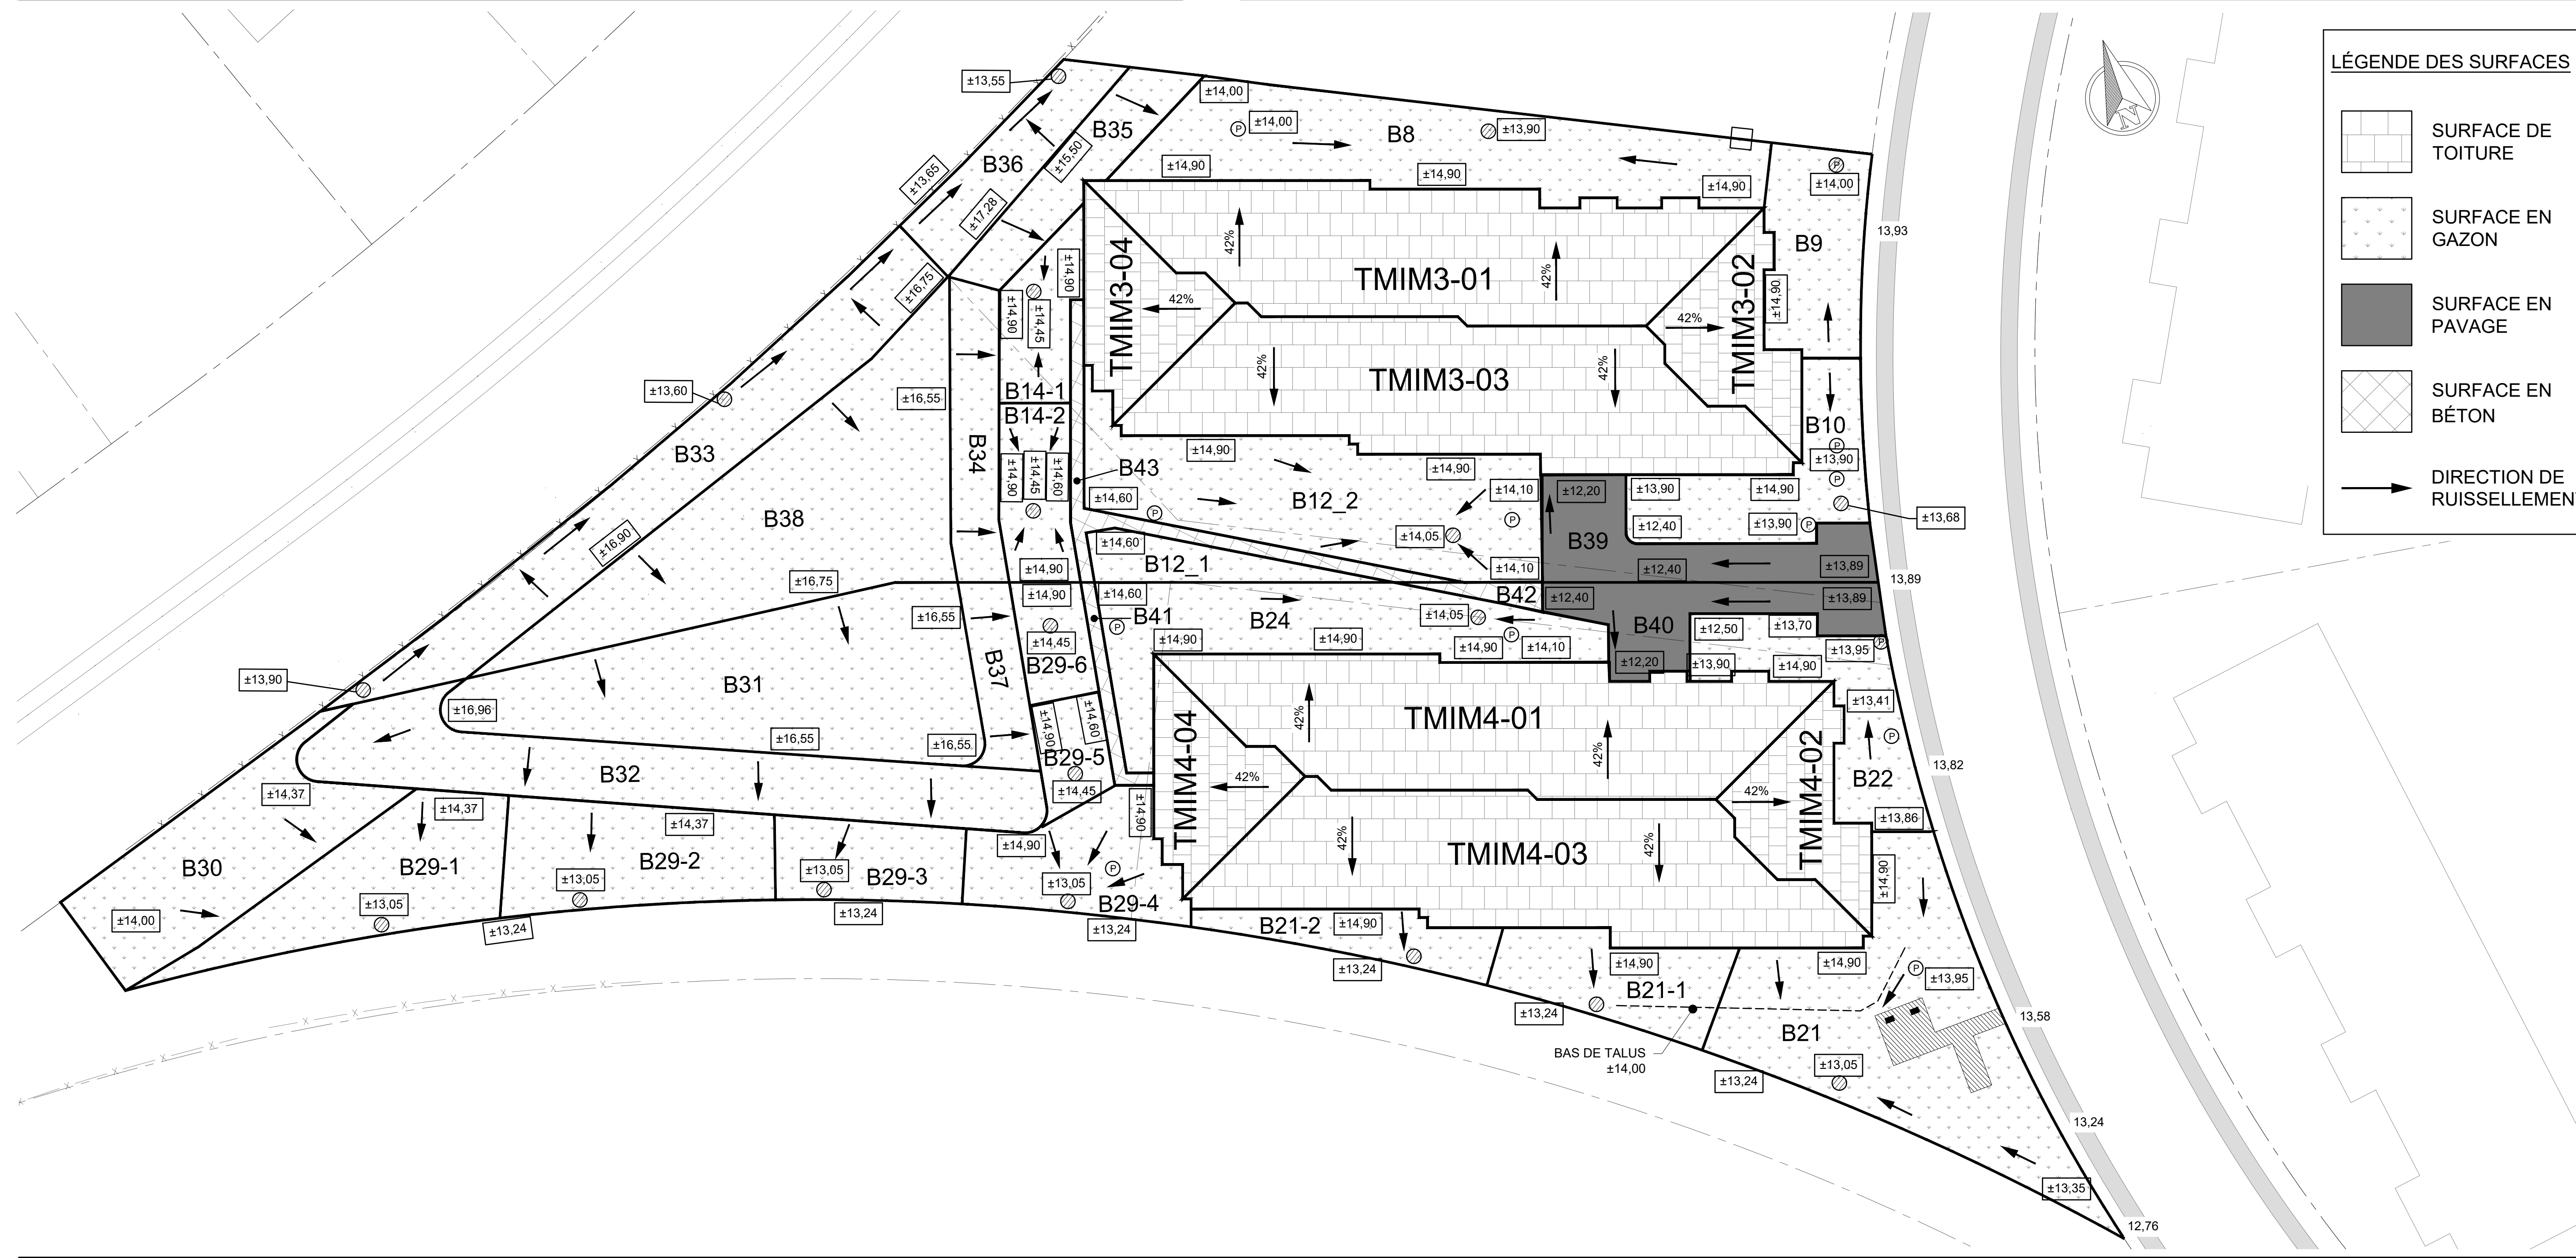 LÉGENDE DES SURFACES
SURFACE DE
TOITURE
SURFACE EN
GAZON
SURFACE EN
PAVAGE
SURFACE EN
BÉTON
DIRECTION DE
N
±13,55
±14,00
B35
P
±14,00
B8
±13,90
B36
±15,50
±14,90
±14,90
±14,90
P
±14,00
±13,65
±17,28
13,93
B9
TMIM3-04
42%
TMIM3-01
42%
TMIM3-02
±14,90
±14,90
±16,75
42%
42%
±14,90
±14,45
±13,60
42%
TMIM3-03
42%
B14-1
±16,55
B14-2
B10
P
±13,90
P
B33
B34
±14,90
±14,45
±14,60
B43
±14,90
±14,90
±14,60
P
B12_2
±14,10
P
±12,20
±13,90
±14,90
±13,68
B38
±12,40
±13,90
P
±16,90
±14,05
B39
±14,60
B12_1
±14,10
±14,90
±12,40
±13,89
±16,75
13,89
±14,90
±14,60
B42
±12,40
±13,89
±16,55
B41
P
B24
±14,05
B40
±12,50
±13,70
±14,45
P
±14,90
±14,90
±14,90
±14,10
±12,20
±13,90
±14,90
±13,95
P
B29-6
B37
±13,90
B31
±16,96
±14,90
±14,60
±13,41
42%
TMIM4-01
42%
P
±16,55
±16,55
B29-5
13,82
B32
TMIM4-04
42%
42%
TMIM4-02
B22
±14,37
±14,37
±14,45
±14,90
±13,86
±14,37
42%
TMIM4-03
42%
±14,90
B30
B29-1
B29-2
±14,90
P
±13,05
±13,05
B29-3
±13,05
±13,05
B29-4
±14,00
±13,24
±13,24
±13,24
B21-2
±14,90
±13,24
±14,90
±14,90
P
±13,95
B21-1
±13,24
13,58
B21
BAS DE TALUS
±14,00
±13,05
±13,24
13,24
±13,35
12,76